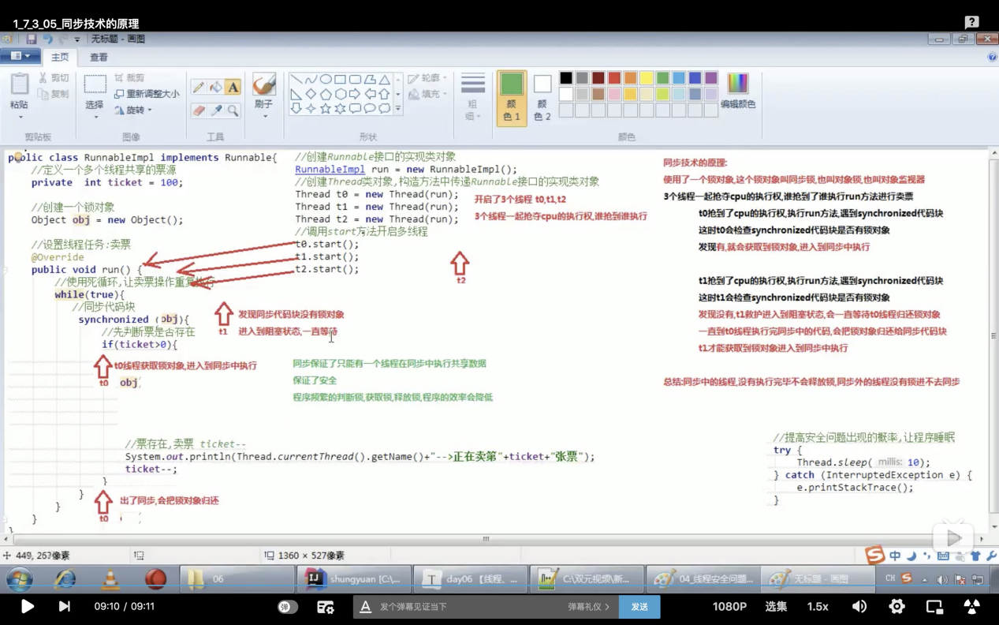 1_7_3_05_同步技术的原理
无标题 - 画图
主页
查看
粘贴
剪切
复制
剪贴板
选择
裁剪
重新调整大小
旋转
图像
A
工具
刷子
轮廓
填充
形状
粗细
颜色 1
颜色 2
编辑颜色
颜色
public class RunnableImpl implements Runnable{
//定义一个多个线程共享的票源
private int ticket = 100;
//创建一个锁对象
Object obj = new Object();
//设置线程任务:卖票
@Override
public void run() {
//使用死循环,让卖票操作重复执行
while(true){
//同步代码块
synchronized (obj){
//先判断票是否存在
if(ticket>0){
t0线程获取锁对象,进入到同步中执行
t0
obj
//票存在,卖票 ticket--
System.out.println(Thread.currentThread().getName()+"-->正在卖第"+ticket+"张票");
ticket--;
}
}
出了同步,会把锁对象归还
t0
}
}
}
//创建Runnable接口的实现类对象
RunnableImpl run = new RunnableImpl();
//创建Thread类对象,构造方法中传递Runnable接口的实现类对象
Thread t0 = new Thread(run);
Thread t1 = new Thread(run);
Thread t2 = new Thread(run);
//调用start方法开启多线程
t0.start();
t1.start();
t2.start();
开启了3个线程 t0,t1,t2
3个线程一起抢夺cpu的执行权,谁抢到谁执行
t2
发现同步代码块没有锁对象
t1
进入到阻塞状态,一直等待
同步保证了只能有一个线程在同步中执行共享数据
保证了安全
程序频繁的判断锁,获取锁,释放锁,程序的效率会降低
同步技术的原理:
使用了一个锁对象,这个锁对象叫同步锁,也叫对象锁,也叫对象监视器
3个线程一起抢夺cpu的执行权,谁抢到了谁执行run方法进行卖票
t0抢到了cpu的执行权,执行run方法,遇到synchronized代码块
这时t0会检查synchronized代码块是否有锁对象
发现有,就会获取到锁对象,进入到同步中执行
t1抢到了cpu的执行权,执行run方法,遇到synchronized代码块
这时t1会检查synchronized代码块是否有锁对象
发现没有,t1救护进入到阻塞状态,会一直等待t0线程归还锁对象
一直到t0线程执行完同步中的代码,会把锁对象归还给同步代码块
t1才能获取到锁对象进入到同步中执行
总结:同步中的线程,没有执行完毕不会释放锁,同步外的线程没有锁进不去同步
//提高安全问题出现的概率,让程序睡眠
try {
Thread.sleep( millis: 10);
} catch (InterruptedException e) {
e.printStackTrace();
}
449, 267像素
1360 × 527像素
中
06
shungyuan [C:\...
day06 【线程、...
C:\双元视频\新...
04_线程安全问题...
无标题 - 画图
CH
09:10 / 09:11
弹
发个弹幕见证当下
弹幕礼仪 >
发送
1080P
选集
1.5x